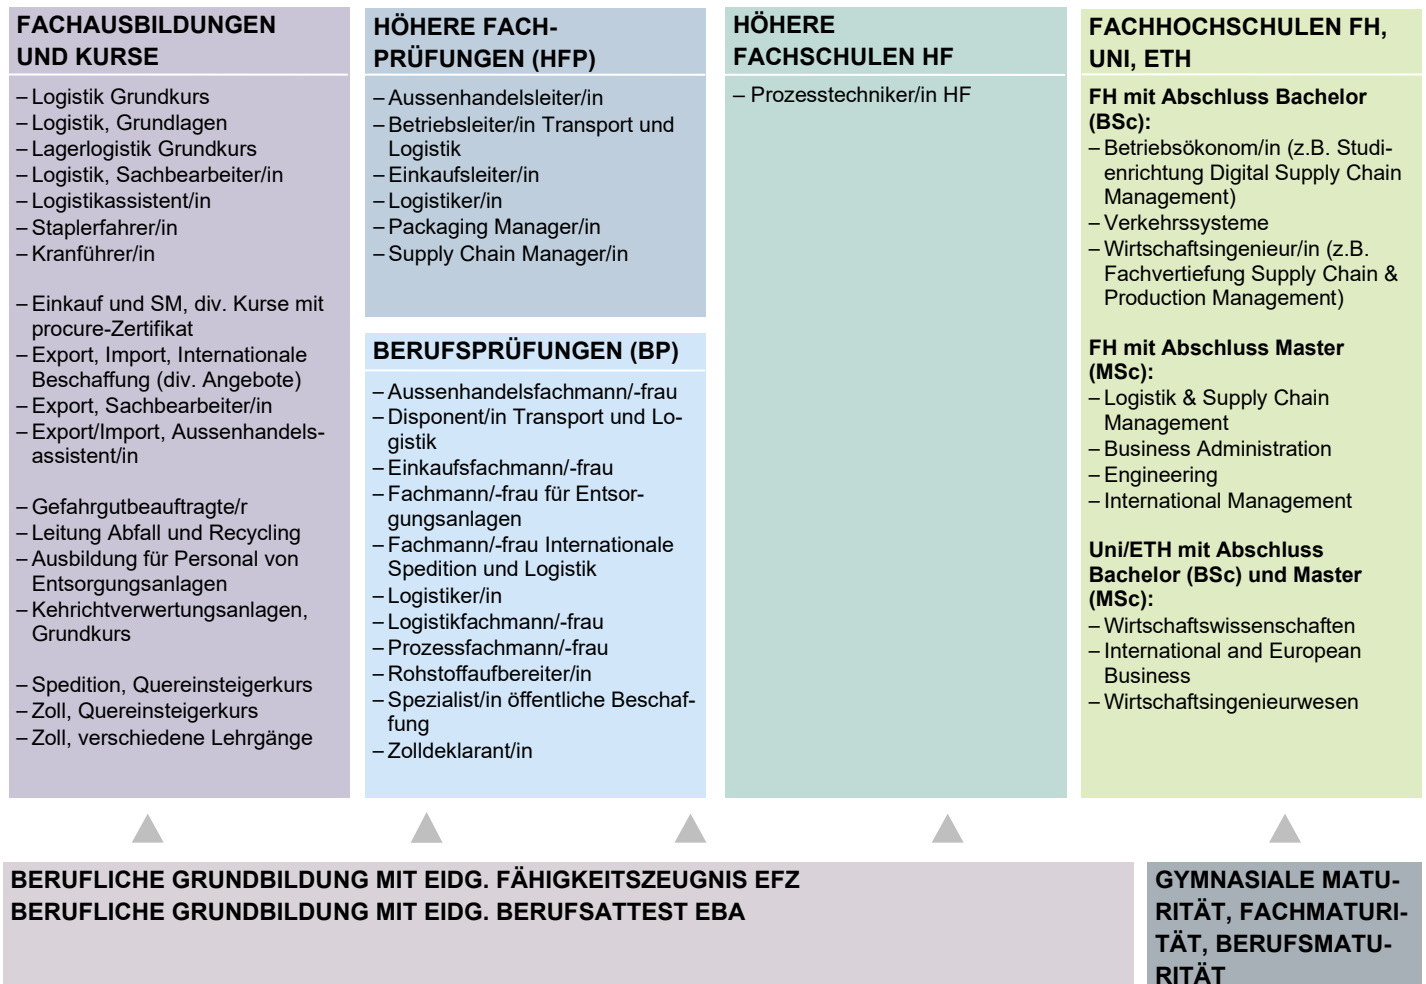 FACHAUSBILDUNGEN
UND KURSE
– Logistik Grundkurs
– Logistik, Grundlagen
– Lagerlogistik Grundkurs
– Logistik, Sachbearbeiter/in
– Logistikassistent/in
– Staplerfahrer/in
– Kranführer/in
– Einkauf und SM, div. Kurse mit
procure-Zertifikat
– Export, Import, Internationale
Beschaffung (div. Angebote)
– Export, Sachbearbeiter/in
– Export/Import, Aussenhandels-
assistent/in
– Gefahrgutbeauftragte/r
– Leitung Abfall und Recycling
– Ausbildung für Personal von
Entsorgungsanlagen
– Kehrichtverwertungsanlagen,
Grundkurs
– Spedition, Quereinsteigerkurs
– Zoll, Quereinsteigerkurs
– Zoll, verschiedene Lehrgänge
HÖHERE FACH-
PRÜFUNGEN (HFP)
– Aussenhandelsleiter/in
– Betriebsleiter/in Transport und
Logistik
– Einkaufsleiter/in
– Logistiker/in
– Packaging Manager/in
– Supply Chain Manager/in
BERUFSPRÜFUNGEN (BP)
– Aussenhandelsfachmann/-frau
– Disponent/in Transport und Lo-
gistik
– Einkaufsfachmann/-frau
– Fachmann/-frau für Entsor-
gungsanlagen
– Fachmann/-frau Internationale
Spedition und Logistik
– Logistiker/in
– Logistikfachmann/-frau
– Prozessfachmann/-frau
– Rohstoffaufbereiter/in
– Spezialist/in öffentliche Beschaf-
fung
– Zolldeklarant/in
HÖHERE
FACHSCHULEN HF
– Prozesstechniker/in HF
FACHHOCHSCHULEN FH,
UNI, ETH
FH mit Abschluss Bachelor
(BSc):
– Betriebsökonom/in (z.B. Studi-
enrichtung Digital Supply Chain
Management)
– Verkehrssysteme
– Wirtschaftsingenieur/in (z.B.
Fachvertiefung Supply Chain &
Production Management)
FH mit Abschluss Master
(MSc):
– Logistik & Supply Chain
Management
– Business Administration
– Engineering
– International Management
Uni/ETH mit Abschluss
Bachelor (BSc) und Master
(MSc):
– Wirtschaftswissenschaften
– International and European
Business
– Wirtschaftsingenieurwesen
BERUFLICHE GRUNDBILDUNG MIT EIDG. FÄHIGKEITSZEUGNIS EFZ
BERUFLICHE GRUNDBILDUNG MIT EIDG. BERUFSATTEST EBA
GYMNASIALE MATU-
RITÄT, FACHMATURI-
TÄT, BERUFSMATU-
RITÄT